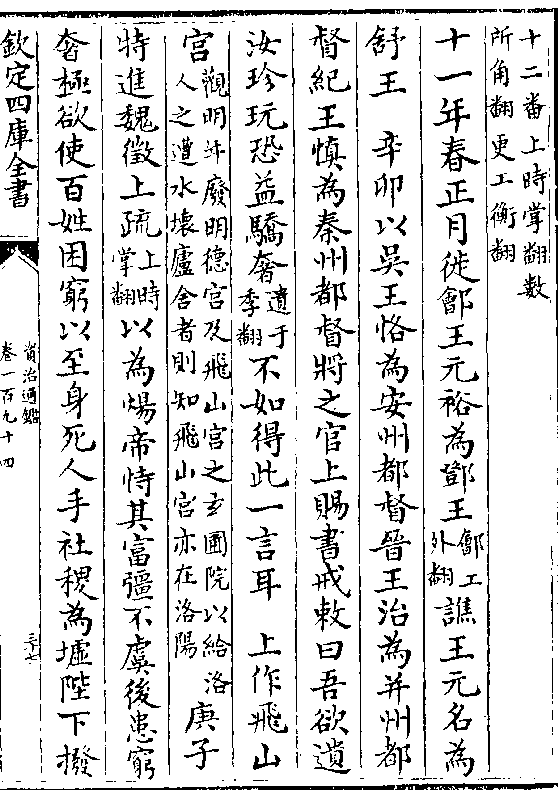 十二番上時掌翻數
所角翻更工衡翻
十一年春正月徙鄶王元裕為鄧王鄶工外翻譙王元名為
舒王　辛卯以吳王恪為安州都督晉王治為并州都
督紀王慎為秦州都督將之官上賜書戒敕曰吾欲遺
汝珍玩恐益驕奢遺于季翻不如得此一言耳　上作飛山
宮觀明年廢明德宮及飛山宮之玄圃院以給洛人之遭水壞廬舍者則知飛山宮亦在洛陽庚子
特進魏徵上疏上時掌翻以為煬帝恃其富彊不虞後患窮
奢極欲使百姓困窮以至身死人手社稷為墟陛下撥
欽定四庫全書
資治通鑑
卷一百九十四
三十七